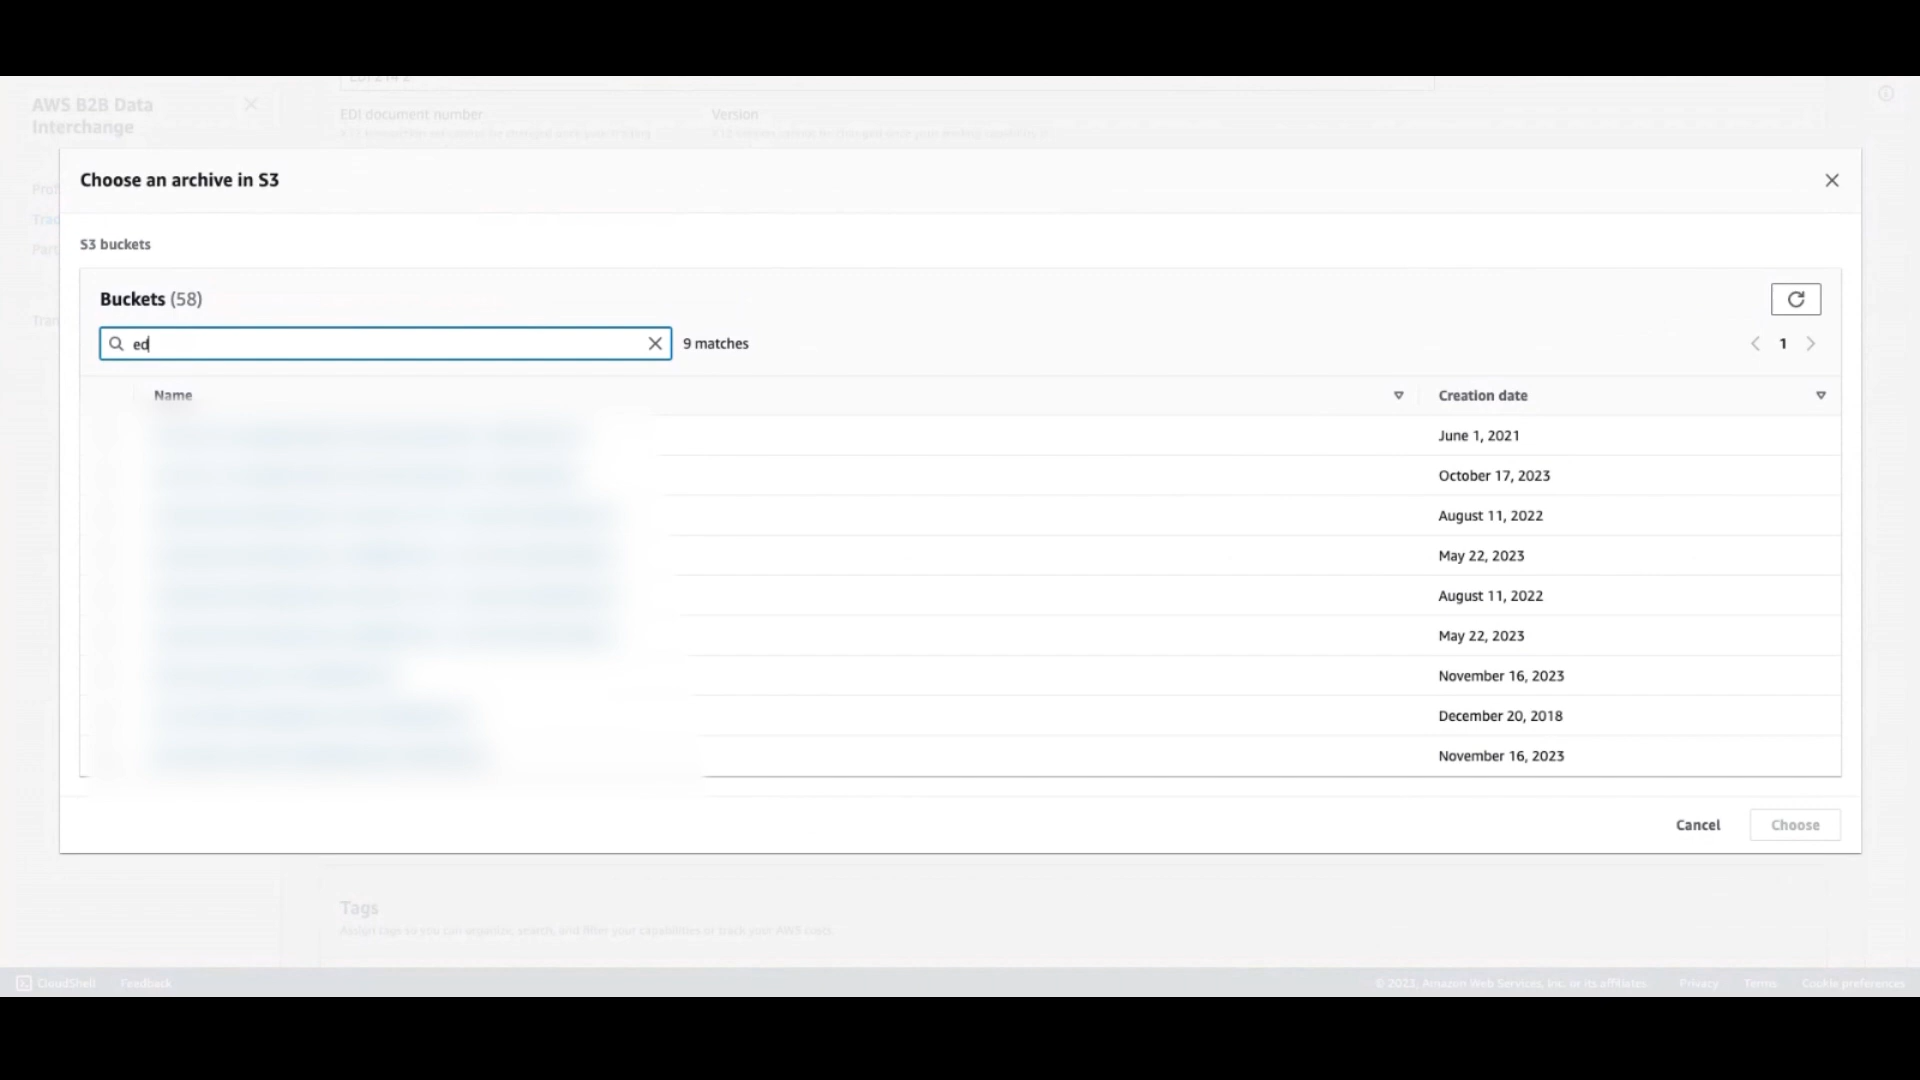 AWS B2B Data
Interchange
EDI document number
Version
Choose an archive in S3
S3 buckets
Buckets (58)
ed
9 matches
1
Name
Creation date
June 1, 2021
October 17, 2023
August 11, 2022
May 22, 2023
August 11, 2022
May 22, 2023
November 16, 2023
December 20, 2018
November 16, 2023
Cancel
Choose
Tags
Assign tags so you can organize, search, and filter your capabilities or track your AWS costs.
CloudShell
Feedback
© 2023, Amazon Web Services, Inc. or its affiliates.
Privacy
Terms
Cookie preferences